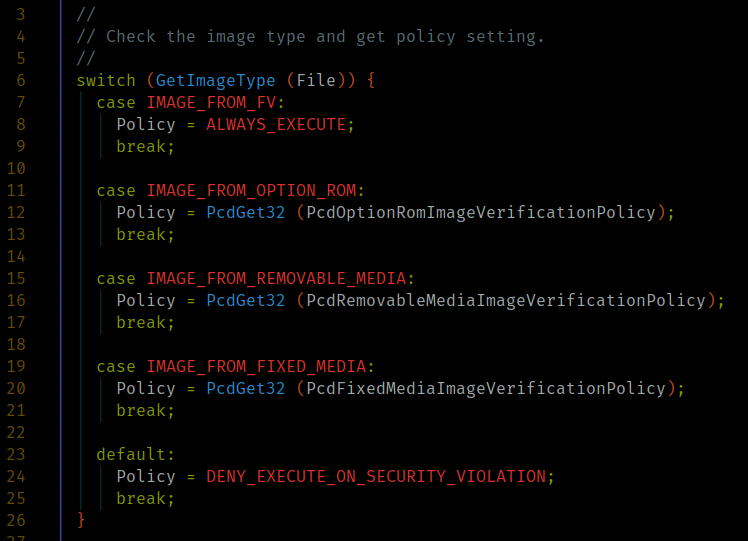 3 //
4 // Check the image type and get policy setting.
5 //
6 switch (GetImageType (File)) {
7 case IMAGE_FROM_FV:
8 Policy = ALWAYS_EXECUTE;
9 break;
10
11 case IMAGE_FROM_OPTION_ROM:
12 Policy = PcdGet32 (PcdOptionRomImageVerificationPolicy);
13 break;
14
15 case IMAGE_FROM_REMOVABLE_MEDIA:
16 Policy = PcdGet32 (PcdRemovableMediaImageVerificationPolicy);
17 break;
18
19 case IMAGE_FROM_FIXED_MEDIA:
20 Policy = PcdGet32 (PcdFixedMediaImageVerificationPolicy);
21 break;
22
23 default:
24 Policy = DENY_EXECUTE_ON_SECURITY_VIOLATION;
25 break;
26 }